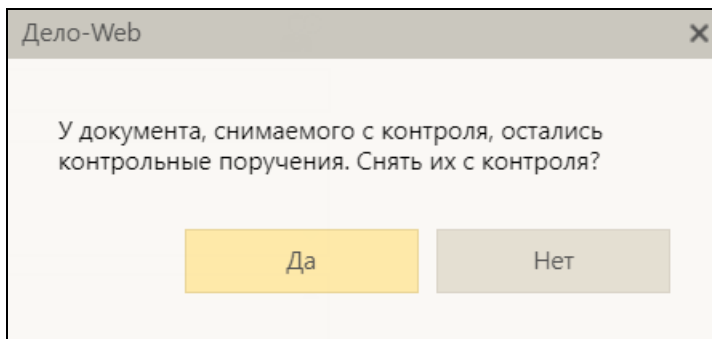 Дело-Web
У документа, снимаемого с контроля, остались
контрольные поручения. Снять их с контроля?
Да
Нет